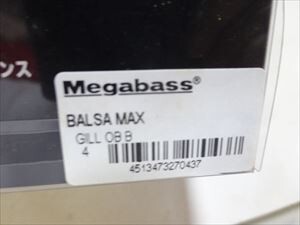 ンス
Megabass®
BALSA MAX
GILL OB B
4
4513473270437